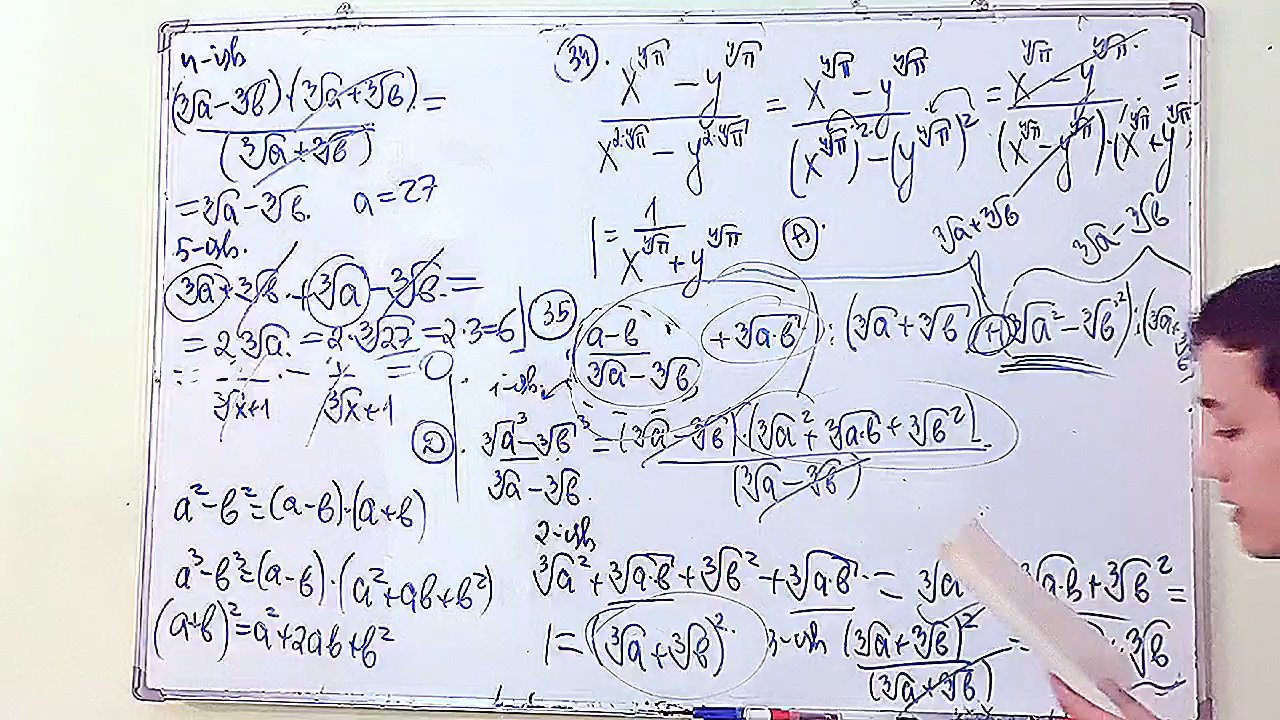 4-ish
(∛a-∛b)·(∛a+∛b) / (∛a+∛b) =
=∛a-∛b. a=27
5-ish.
∛a+∛b+∛a-∛b=
=2∛a.=2·∛27=2·3=6
∛x+1 ∛x+1 =0
D
a²-b²=(a-b)·(a+b)
a³-b³=(a-b)·(a²+ab+b²)
(a+b)²=a²+2ab+b²
34. (x^∜π - y^∜π) / (x^(2·∜π) - y^(2·∜π)) = (x^∜π - y^∜π) / ((x^∜π)² - (y^∜π)²) = (x^∜π - y^∜π) / ((x^∜π - y^∜π)·(x^∜π + y^∜π)) =
= 1 / (x^∜π + y^∜π) A
∛a+∛b ∛a-∛b
35 ((a-b) / (∛a-∛b) + ∛(a·b)) : (∛a+∛b) + (∛a²-∛b²) : (∛a+∛b
1-ish.
(∛a³-∛b³) / (∛a-∛b) = (∛a-∛b)·(∛a²+∛(a·b)+∛b²) / (∛a-∛b)
2-ish
∛a²+∛(a·b)+∛b²+∛(a·b) = ∛a ∛(a·b)+∛b²=
=(∛a+∛b)² 3-ish (∛a+∛b)² / (∛a+∛b) = ∛b